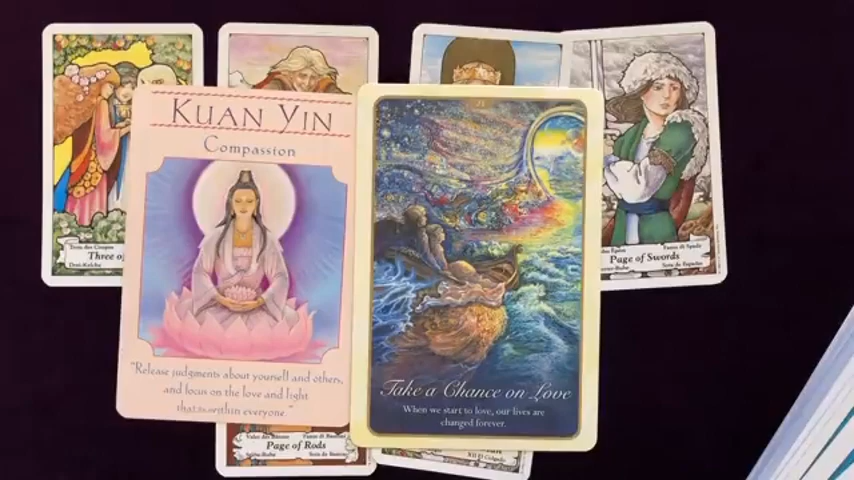 KUAN YIN
Compassion
"Release judgments about yourself and others,
and focus on the love and light
that is within everyone."
Take a Chance on Love
When we start to love, our lives are
changed forever.
Three of
Page of Swords
Page of Rods